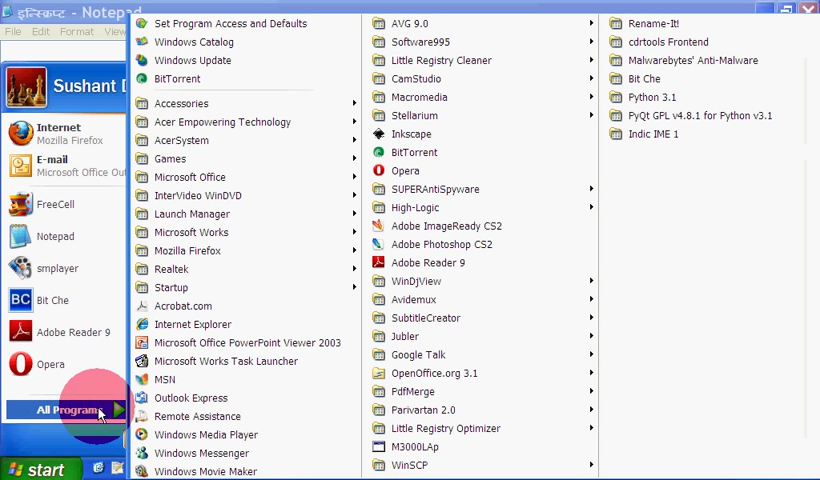 इन्स्क्रिप्ट - Notepad
File Edit Format View
Sushant D
Internet
Mozilla Firefox
E-mail
Microsoft Office Out
FreeCell
Notepad
smplayer
Bit Che
Adobe Reader 9
Opera
All Programs
start
Set Program Access and Defaults
Windows Catalog
Windows Update
BitTorrent
Accessories
Acer Empowering Technology
AcerSystem
Games
Microsoft Office
InterVideo WinDVD
Launch Manager
Microsoft Works
Mozilla Firefox
Realtek
Startup
Acrobat.com
Internet Explorer
Microsoft Office PowerPoint Viewer 2003
Microsoft Works Task Launcher
MSN
Outlook Express
Remote Assistance
Windows Media Player
Windows Messenger
Windows Movie Maker
AVG 9.0
Software995
Little Registry Cleaner
CamStudio
Macromedia
Stellarium
Inkscape
BitTorrent
Opera
SUPERAntiSpyware
High-Logic
Adobe ImageReady CS2
Adobe Photoshop CS2
Adobe Reader 9
WinDjView
Avidemux
SubtitleCreator
Jubler
Google Talk
OpenOffice.org 3.1
PdfMerge
Parivartan 2.0
Little Registry Optimizer
M3000LAp
WinSCP
Rename-It!
cdrtools Frontend
Malwarebytes' Anti-Malware
Bit Che
Python 3.1
PyQt GPL v4.8.1 for Python v3.1
Indic IME 1